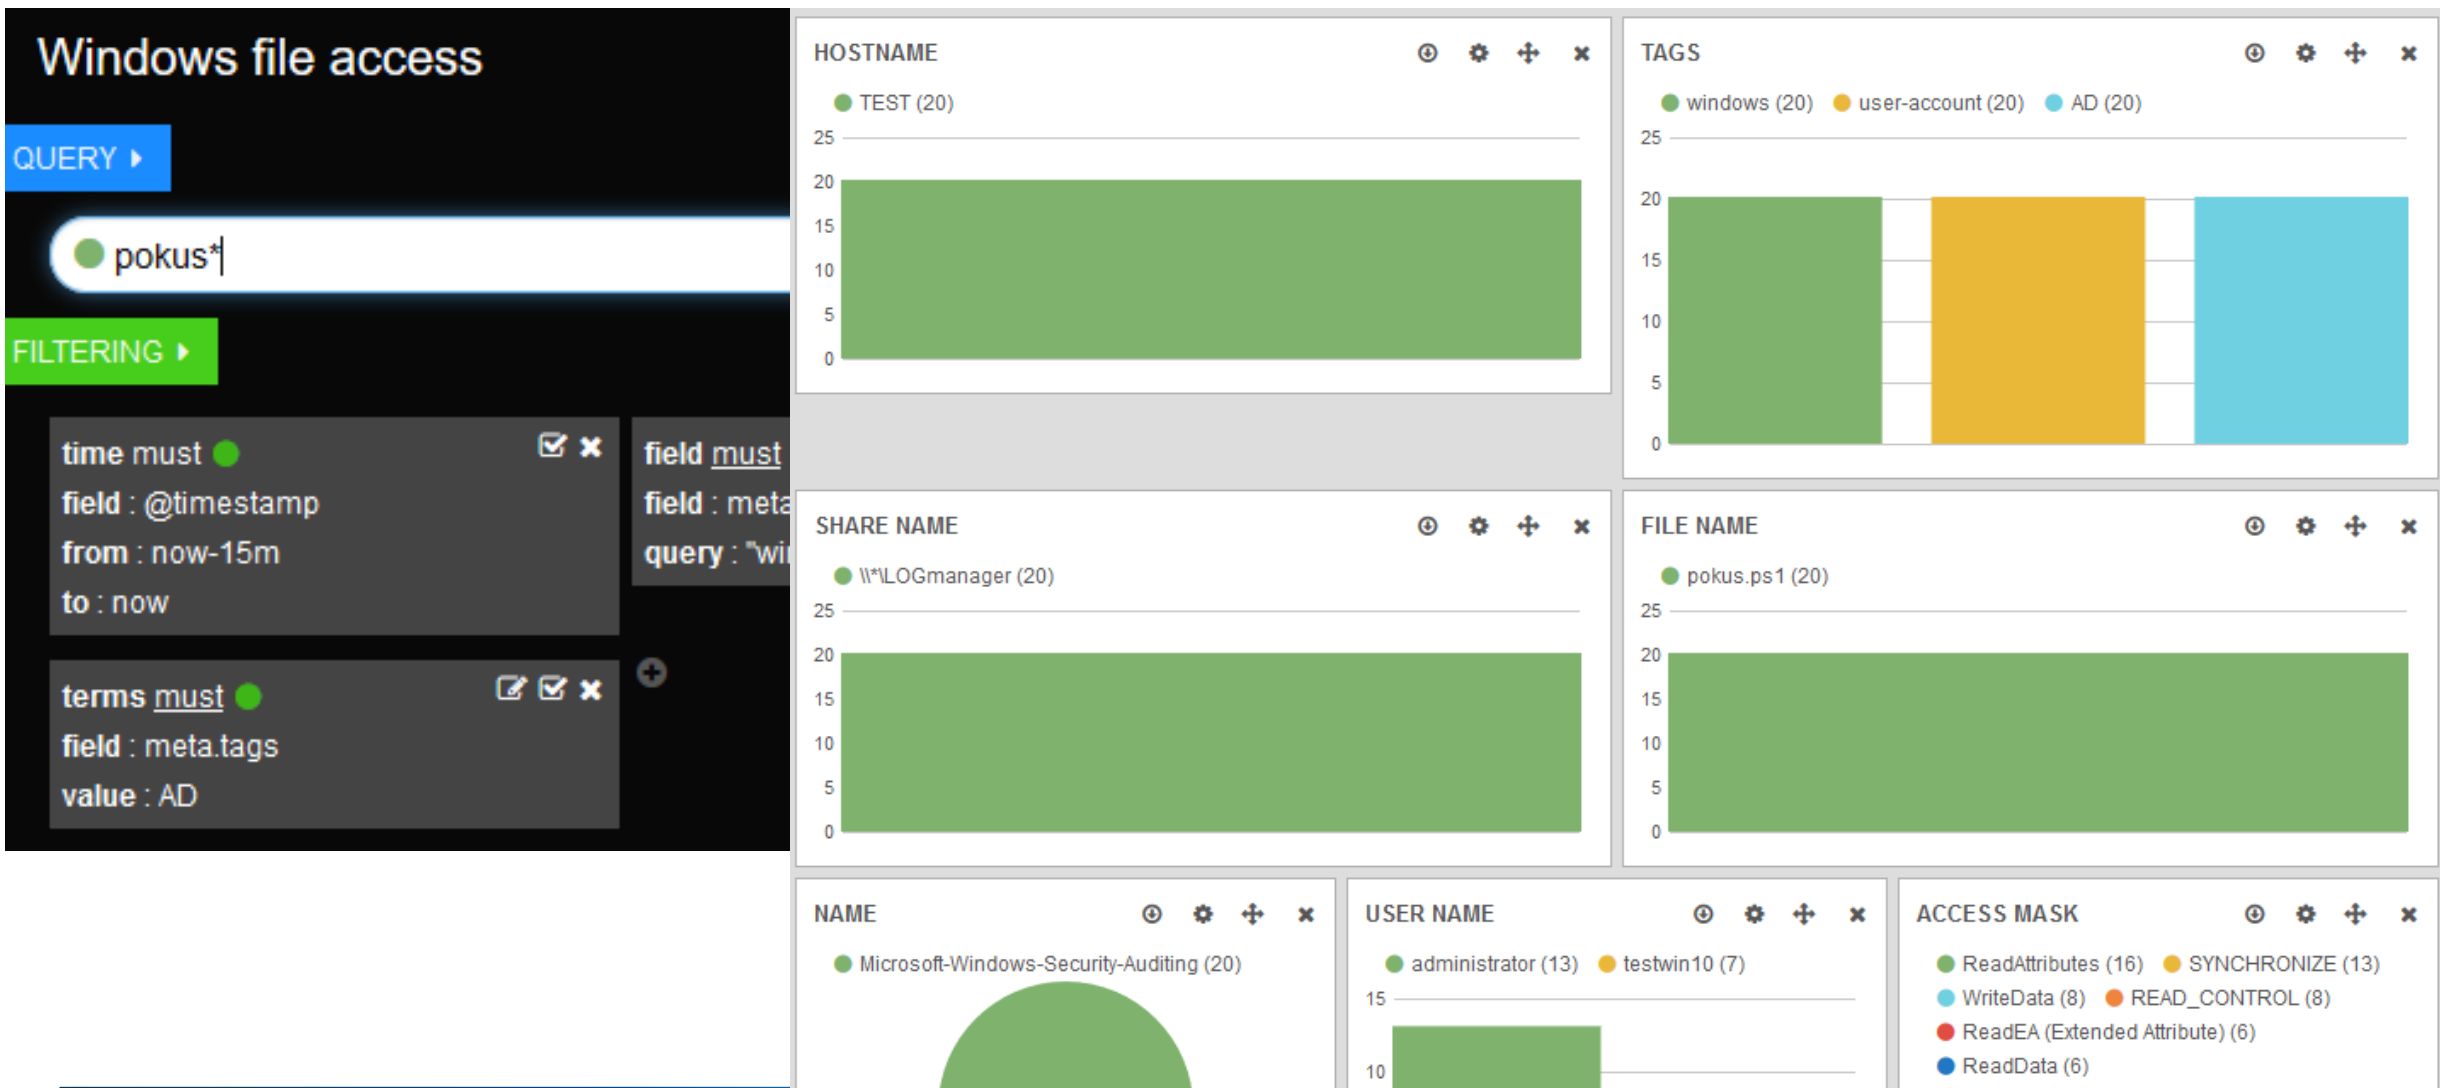 Windows file access
QUERY
pokus*
FILTERING
time must
field : @timestamp
from : now-15m
to : now
field must
field : meta
query : "wi
terms must
field : meta.tags
value : AD
HOSTNAME
TEST (20)
25
20
15
10
5
0
TAGS
windows (20) user-account (20) AD (20)
25
20
15
10
5
0
SHARE NAME
\\*\LOGmanager (20)
25
20
15
10
5
0
FILE NAME
pokus.ps1 (20)
25
20
15
10
5
0
NAME
Microsoft-Windows-Security-Auditing (20)
USER NAME
administrator (13) testwin10 (7)
15
10
ACCESS MASK
ReadAttributes (16) SYNCHRONIZE (13)
WriteData (8) READ_CONTROL (8)
ReadEA (Extended Attribute) (6)
ReadData (6)